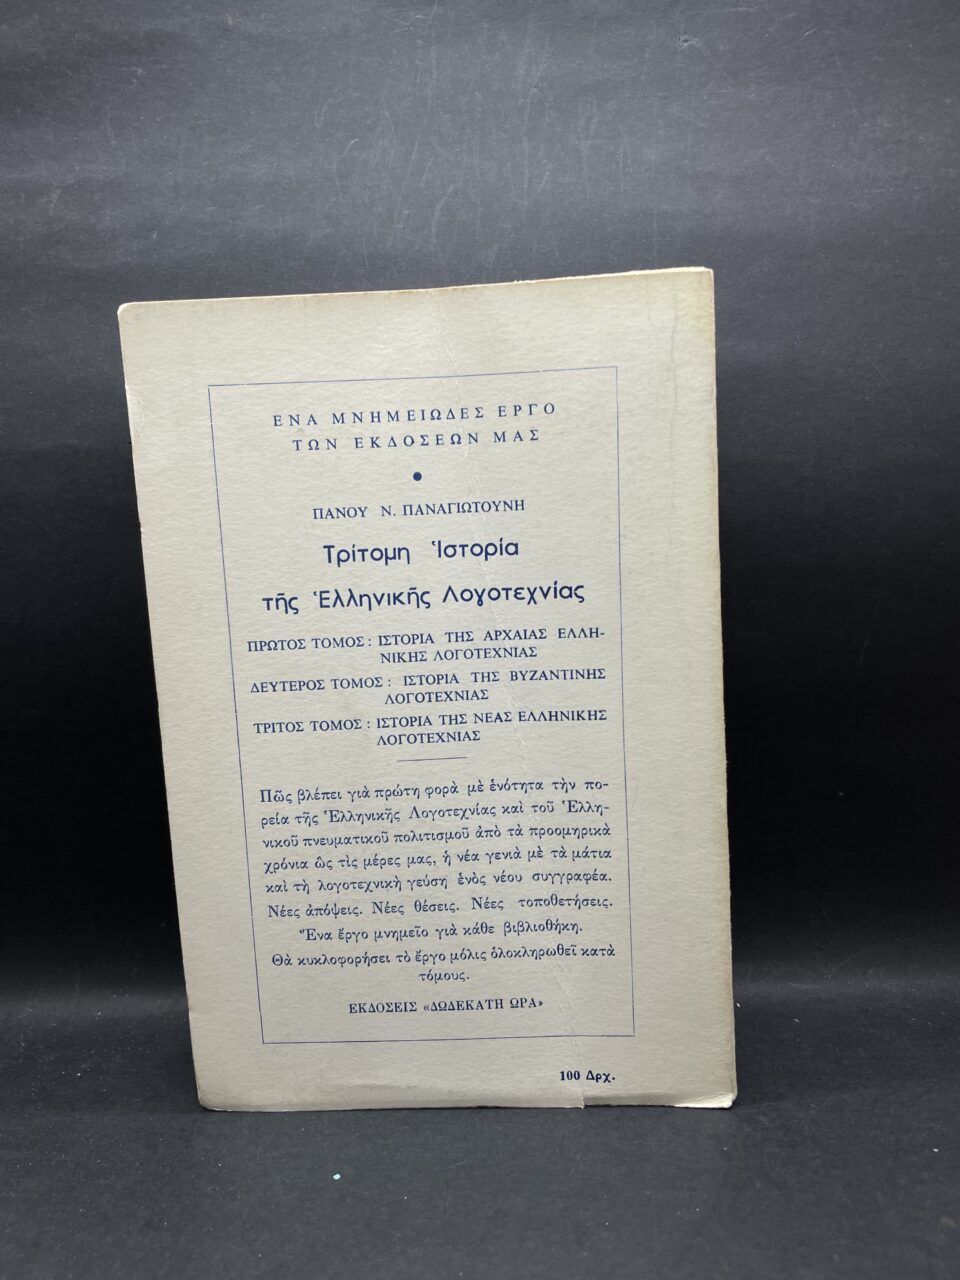 ΕΝΑ ΜΝΗΜΕΙΩΔΕΣ ΕΡΓΟ
ΤΩΝ ΕΚΔΟΣΕΩΝ ΜΑΣ
●
ΠΑΝΟΥ Ν. ΠΑΝΑΓΙΩΤΟΥΝΗ
Τρίτομη Ἱστορία
τῆς Ἑλληνικῆς Λογοτεχνίας
ΠΡΩΤΟΣ ΤΟΜΟΣ : ΙΣΤΟΡΙΑ ΤΗΣ ΑΡΧΑΙΑΣ ΕΛΛΗ-
ΝΙΚΗΣ ΛΟΓΟΤΕΧΝΙΑΣ
ΔΕΥΤΕΡΟΣ ΤΟΜΟΣ : ΙΣΤΟΡΙΑ ΤΗΣ ΒΥΖΑΝΤΙΝΗΣ
ΛΟΓΟΤΕΧΝΙΑΣ
ΤΡΙΤΟΣ ΤΟΜΟΣ : ΙΣΤΟΡΙΑ ΤΗΣ ΝΕΑΣ ΕΛΛΗΝΙΚΗΣ
ΛΟΓΟΤΕΧΝΙΑΣ
Πῶς βλέπει γιὰ πρώτη φορὰ μὲ ἑνότητα τὴν πο-
ρεία τῆς Ἑλληνικῆς Λογοτεχνίας καὶ τοῦ Ἑλλη-
νικοῦ πνευματικοῦ πολιτισμοῦ ἀπὸ τὰ προομηρικὰ
χρόνια ὣς τὶς μέρες μας, ἡ νέα γενιὰ μὲ τὰ μάτια
καὶ τὴ λογοτεχνικὴ γεύση ἑνὸς νέου συγγραφέα.
Νέες ἀπόψεις. Νέες θέσεις. Νέες τοποθετήσεις.
Ἕνα ἔργο μνημεῖο γιὰ κάθε βιβλιοθήκη.
Θὰ κυκλοφορήσει τὸ ἔργο μόλις ὁλοκληρωθεῖ κατὰ
τόμους.
ΕΚΔΟΣΕΙΣ «ΔΩΔΕΚΑΤΗ ΩΡΑ»
100 Δρχ.